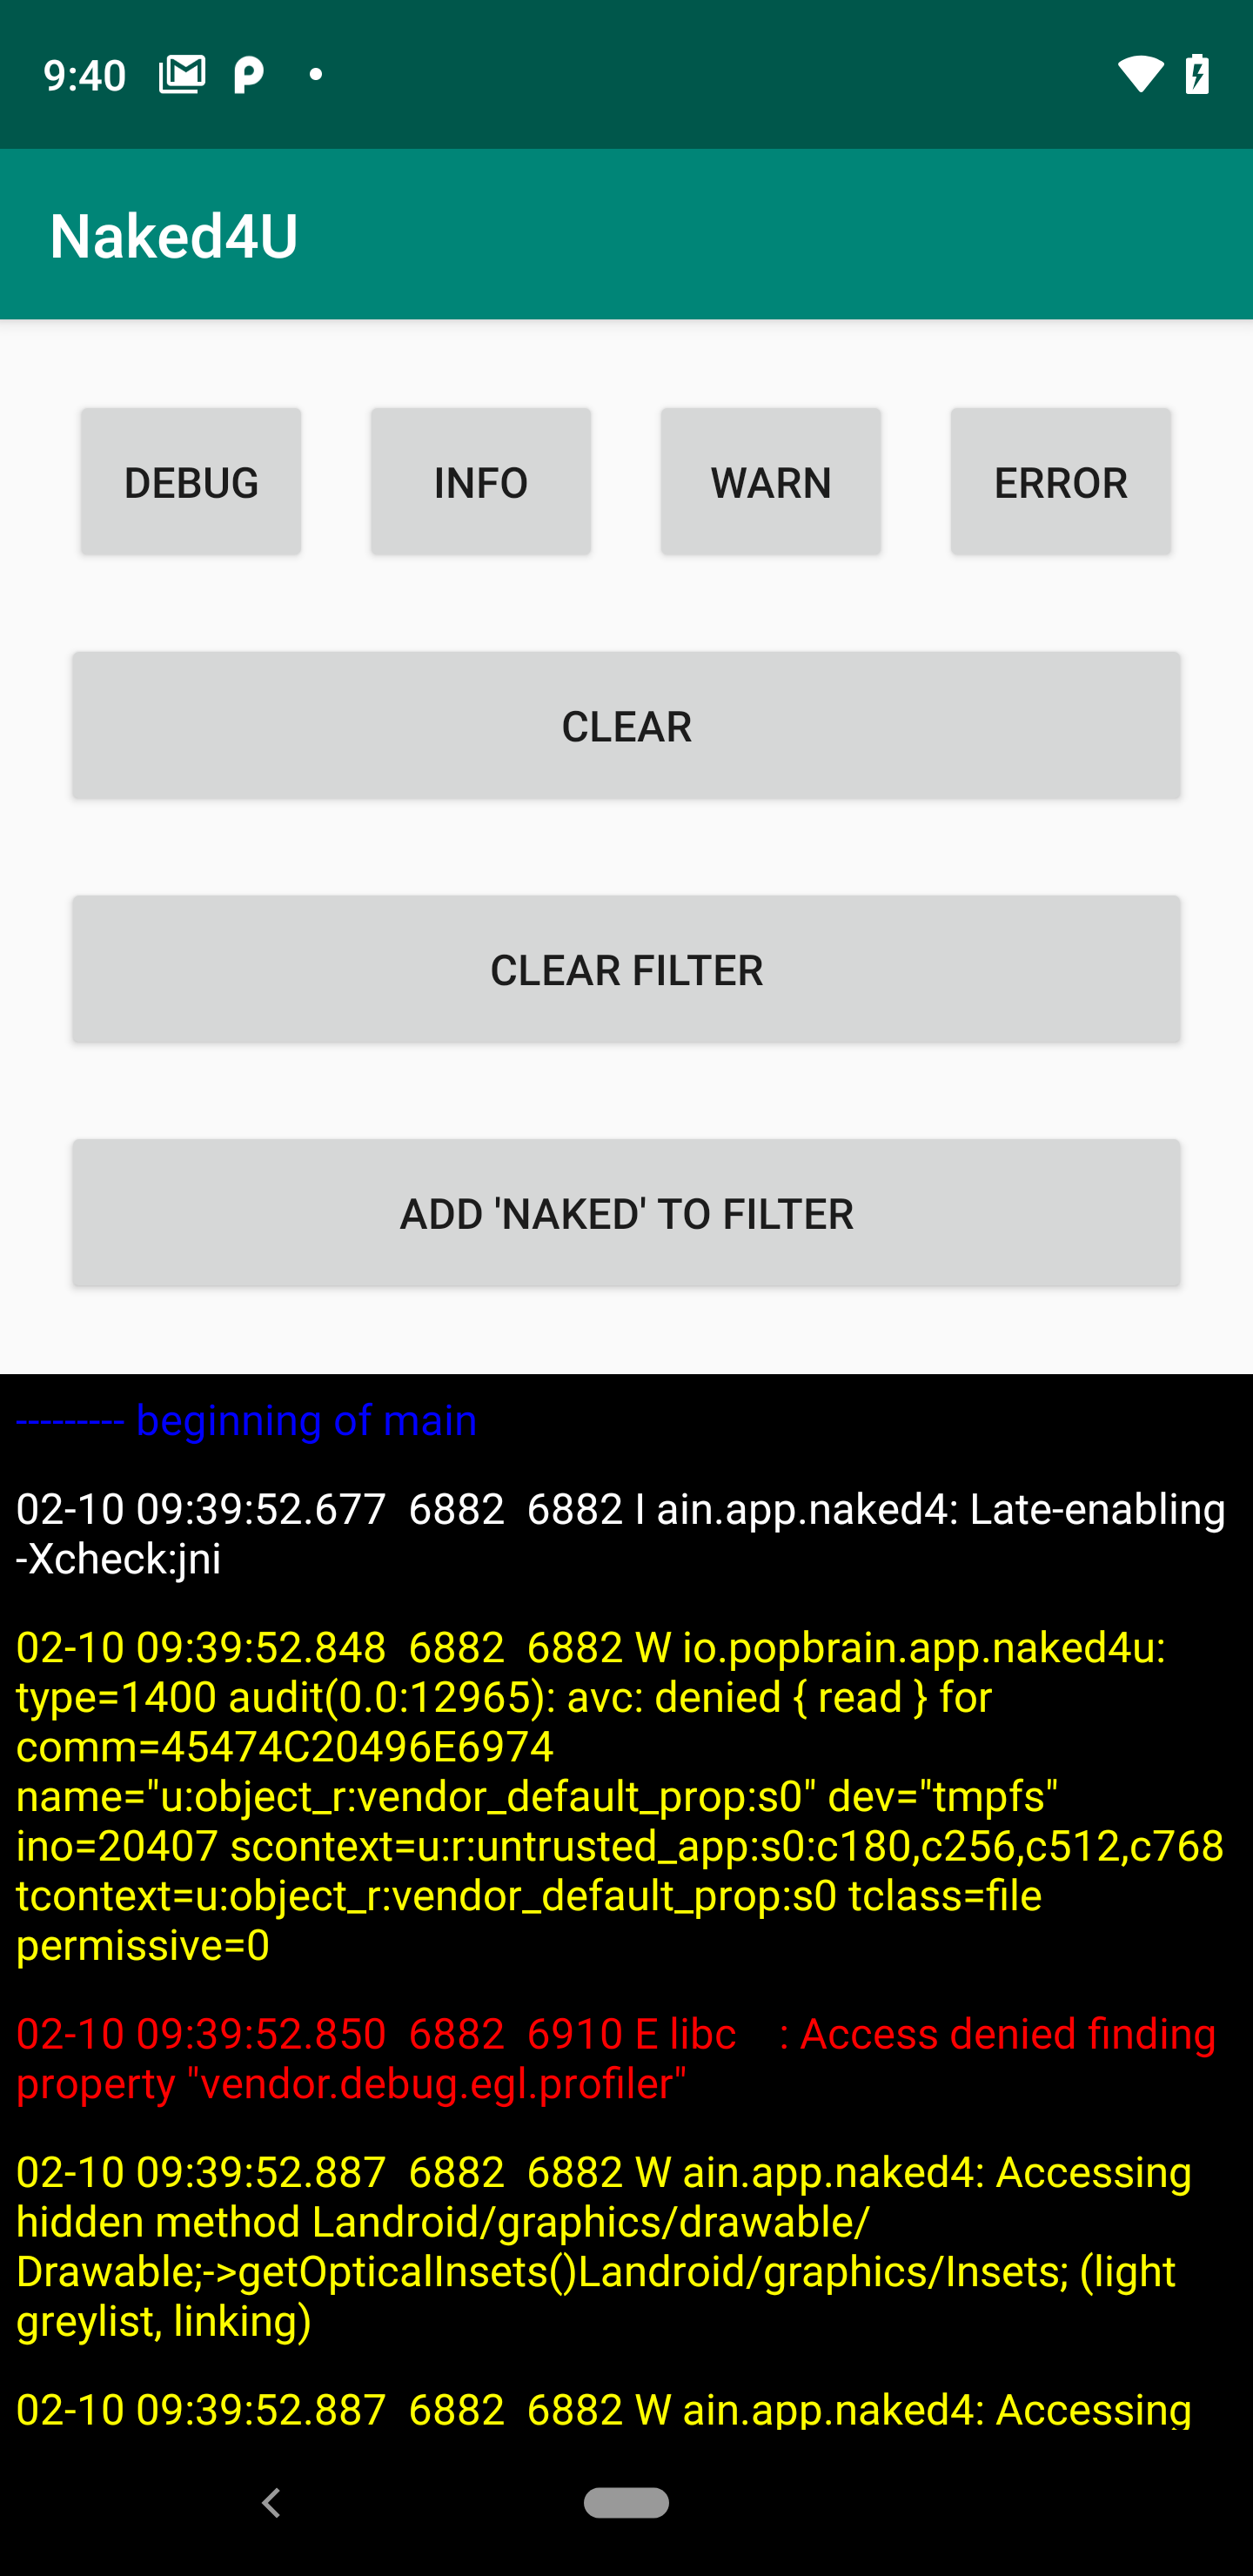 9:40
Naked4U
DEBUG INFO WARN ERROR
CLEAR
CLEAR FILTER
ADD 'NAKED' TO FILTER
--------- beginning of main
02-10 09:39:52.677  6882  6882 I ain.app.naked4: Late-enabling
-Xcheck:jni
02-10 09:39:52.848  6882  6882 W io.popbrain.app.naked4u:
type=1400 audit(0.0:12965): avc: denied { read } for
comm=45474C20496E6974
name="u:object_r:vendor_default_prop:s0" dev="tmpfs"
ino=20407 scontext=u:r:untrusted_app:s0:c180,c256,c512,c768
tcontext=u:object_r:vendor_default_prop:s0 tclass=file
permissive=0
02-10 09:39:52.850  6882  6910 E libc    : Access denied finding
property "vendor.debug.egl.profiler"
02-10 09:39:52.887  6882  6882 W ain.app.naked4: Accessing
hidden method Landroid/graphics/drawable/
Drawable;->getOpticalInsets()Landroid/graphics/Insets; (light
greylist, linking)
02-10 09:39:52.887  6882  6882 W ain.app.naked4: Accessing